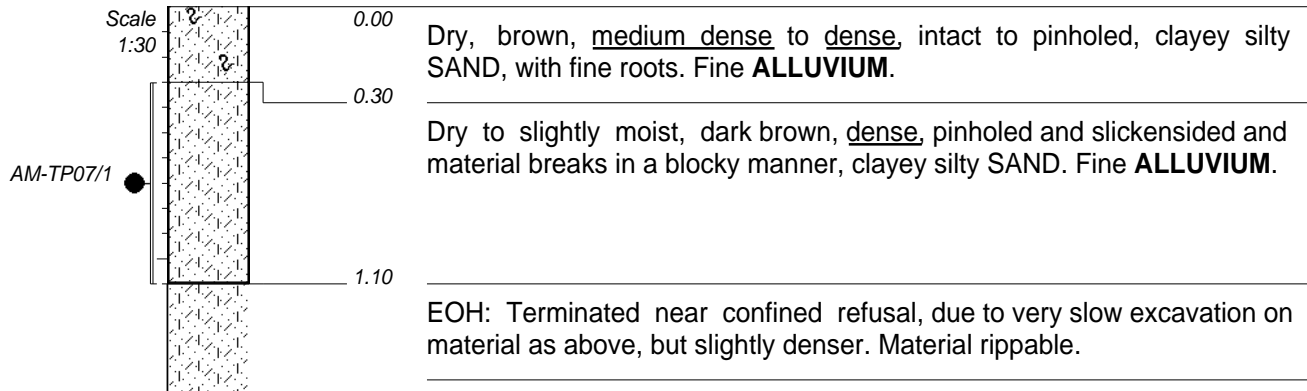 Scale
1:30
0.00
Dry, brown, medium dense to dense, intact to pinholed, clayey silty
SAND, with fine roots. Fine ALLUVIUM.
0.30
Dry to slightly moist, dark brown, dense, pinholed and slickensided and
material breaks in a blocky manner, clayey silty SAND. Fine ALLUVIUM.
AM-TP07/1
1.10
EOH: Terminated near confined refusal, due to very slow excavation on
material as above, but slightly denser. Material rippable.